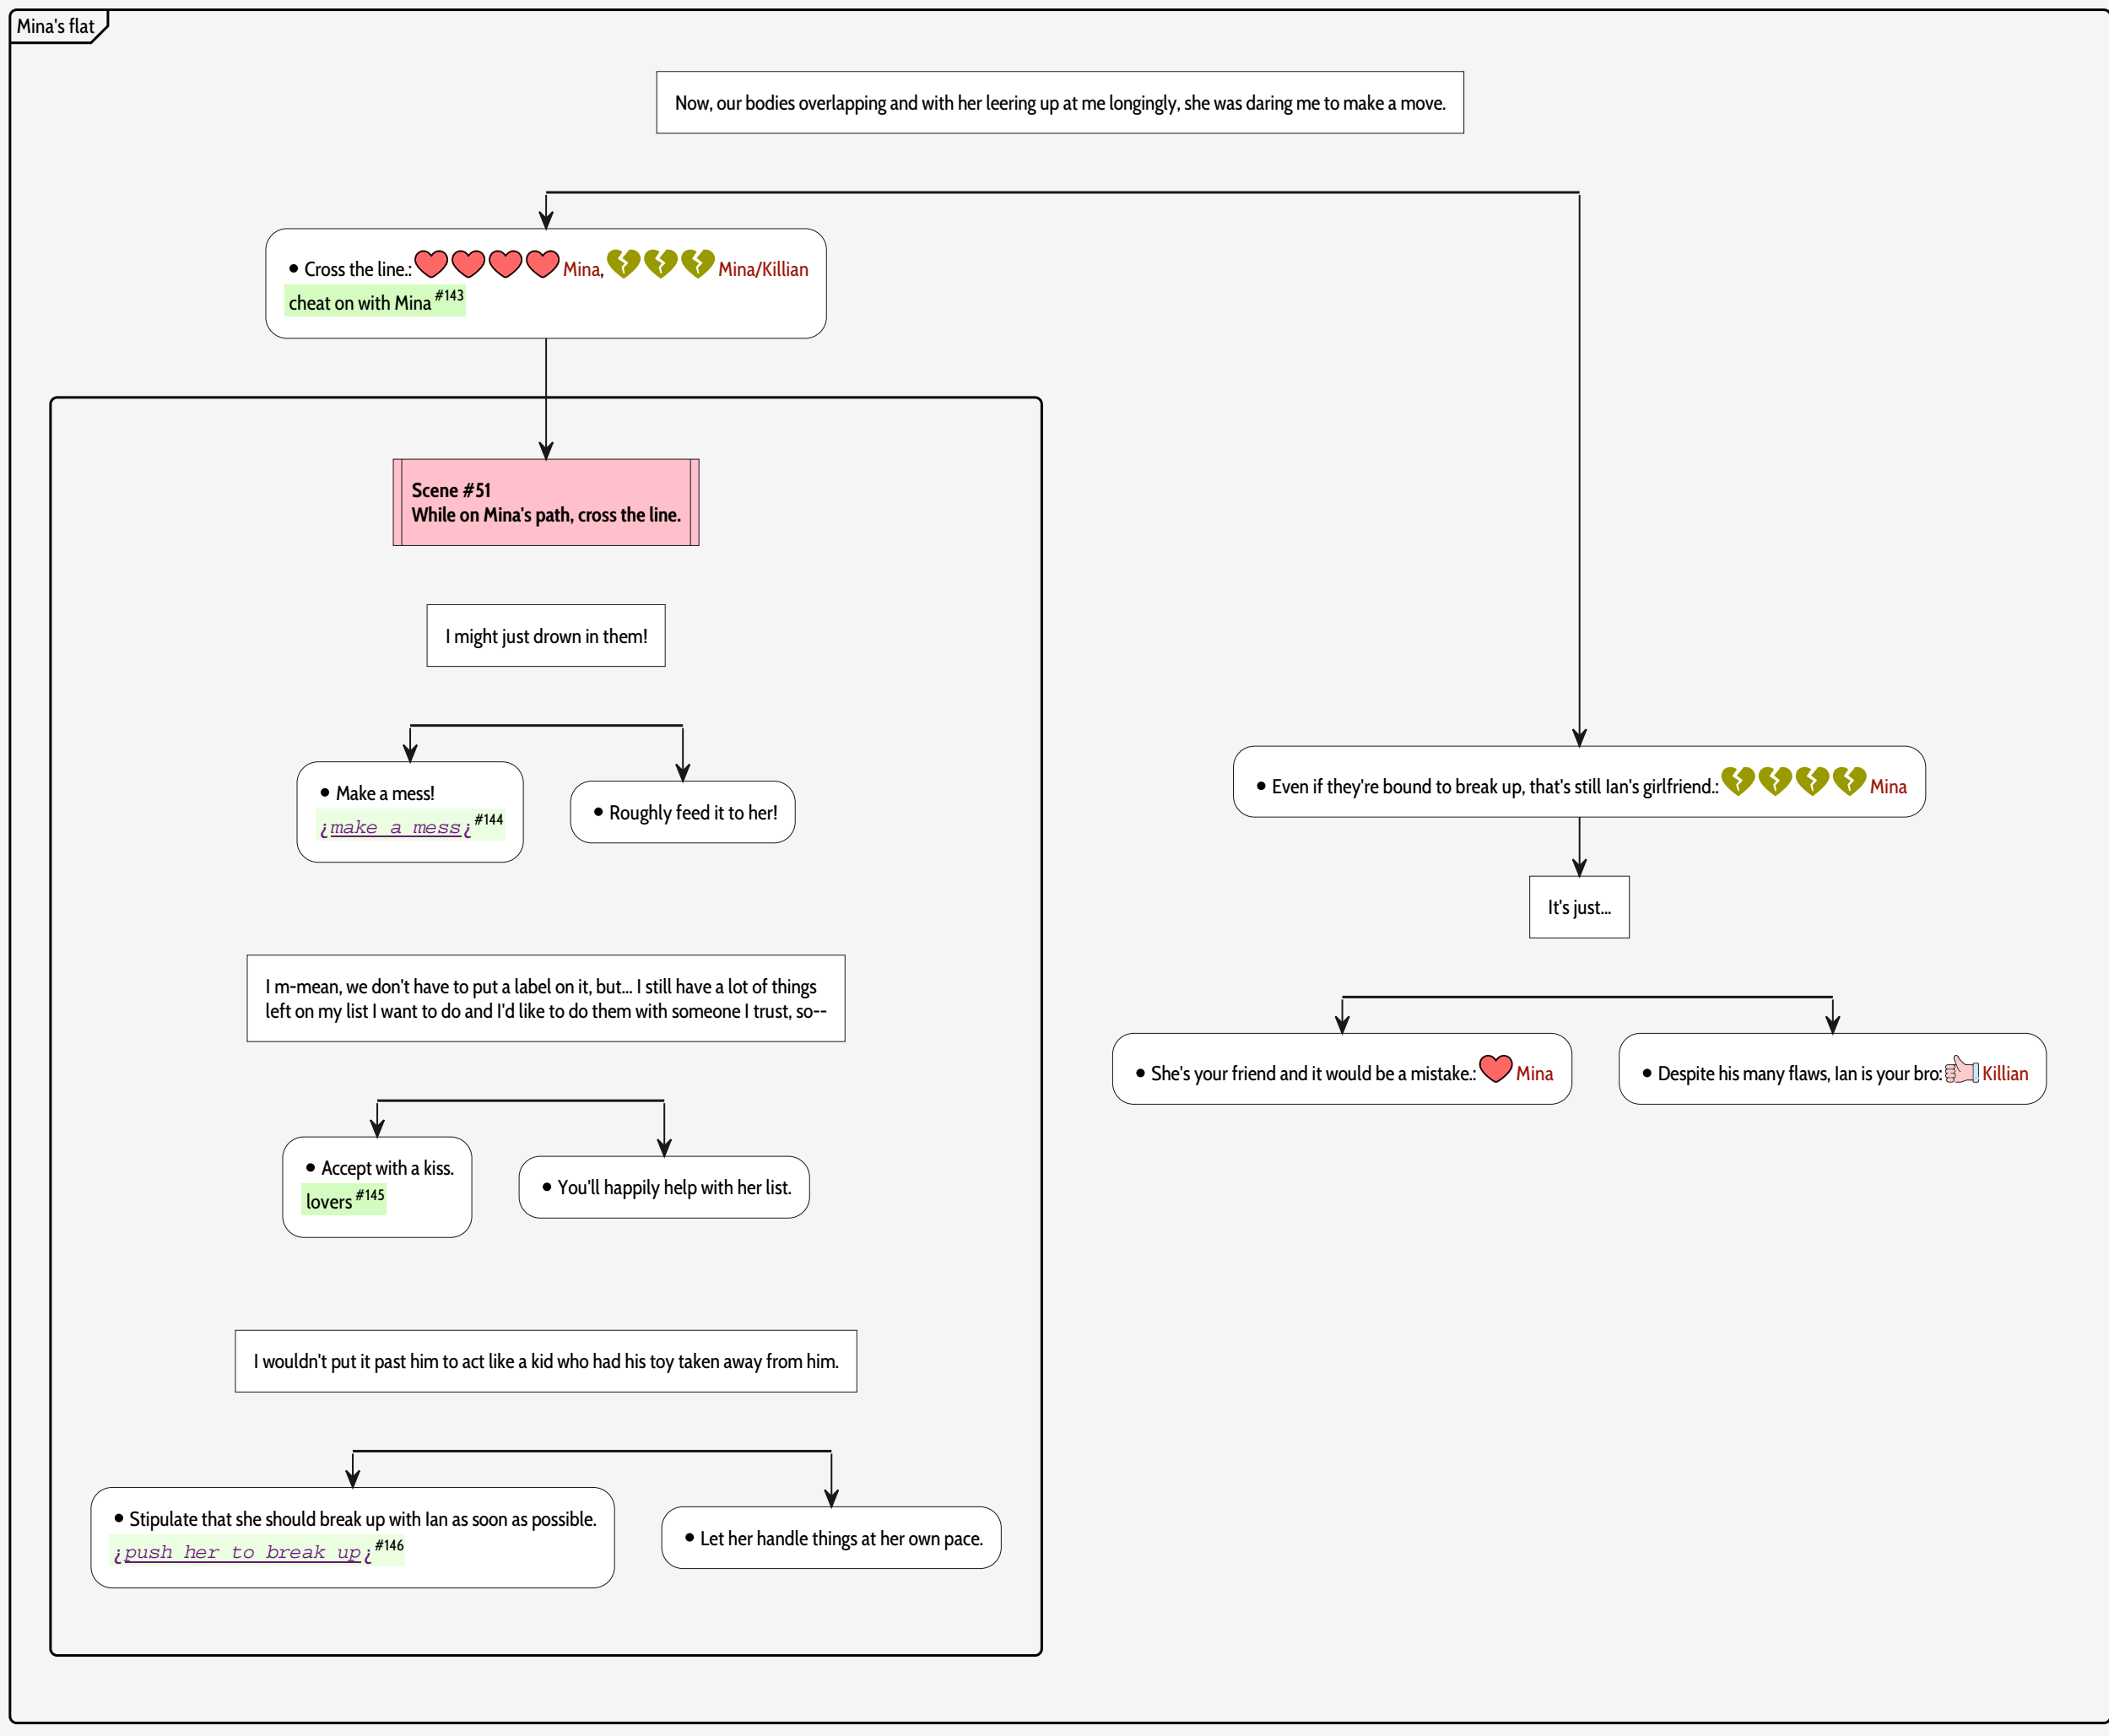 Mina's flat
Now, our bodies overlapping and with her leering up at me longingly, she was daring me to make a move.
• Cross the line.: Mina, Mina/Killian
cheat on with Mina #143
Scene #51
While on Mina's path, cross the line.
I might just drown in them!
• Make a mess!
¿make a mess¿ #144
• Roughly feed it to her!
I m-mean, we don't have to put a label on it, but... I still have a lot of things
left on my list I want to do and I'd like to do them with someone I trust, so--
• Accept with a kiss.
lovers #145
• You'll happily help with her list.
I wouldn't put it past him to act like a kid who had his toy taken away from him.
• Stipulate that she should break up with Ian as soon as possible.
¿push her to break up¿ #146
• Let her handle things at her own pace.
• Even if they're bound to break up, that's still Ian's girlfriend.: Mina
It's just...
• She's your friend and it would be a mistake.: Mina
• Despite his many flaws, Ian is your bro: Killian